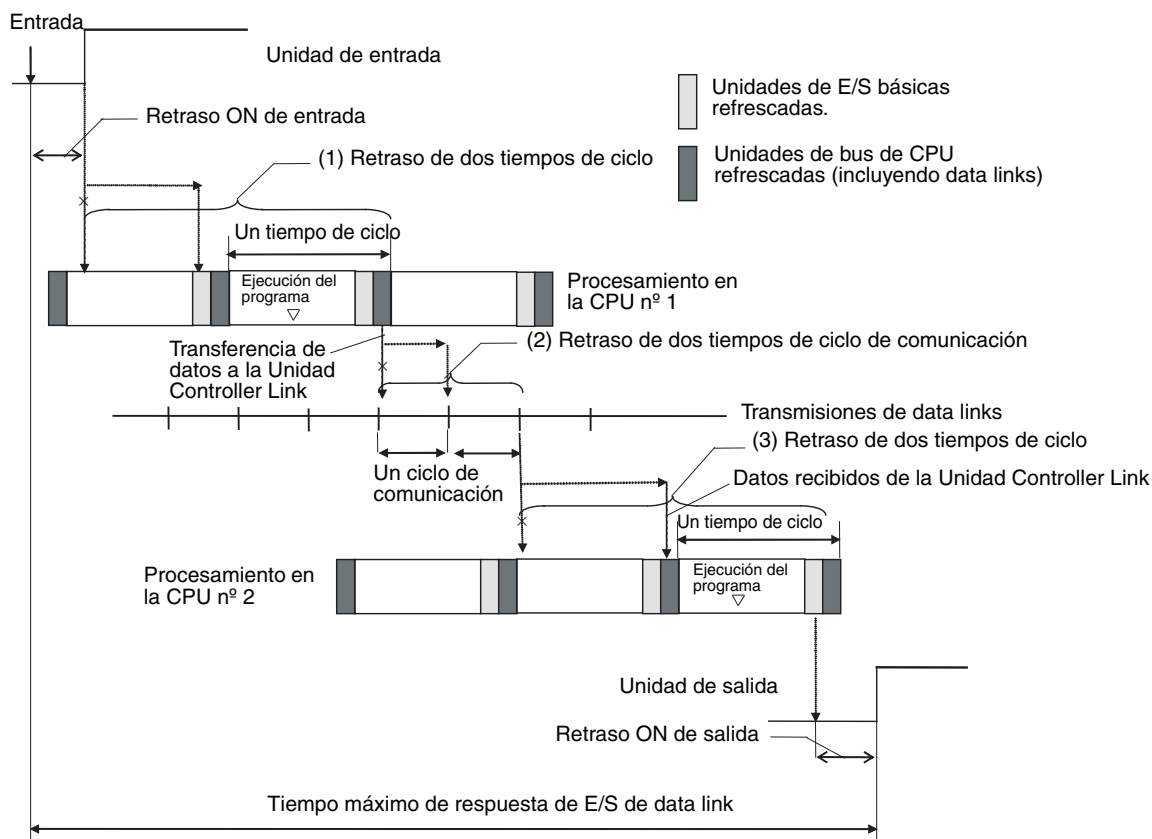 Entrada
Unidad de entrada
Unidades de E/S básicas
refrescadas.
Retraso ON de entrada
Unidades de bus de CPU
refrescadas (incluyendo data links)
(1) Retraso de dos tiempos de ciclo
Un tiempo de ciclo
Ejecución del
programa
Procesamiento en
la CPU nº 1
Transferencia de
datos a la Unidad
Controller Link
(2) Retraso de dos tiempos de ciclo de comunicación
Transmisiones de data links
(3) Retraso de dos tiempos de ciclo
Un ciclo de
comunicación
Datos recibidos de la Unidad Controller Link
Un tiempo de ciclo
Procesamiento en
la CPU nº 2
Ejecución del
programa
Unidad de salida
Retraso ON de salida
Tiempo máximo de respuesta de E/S de data link